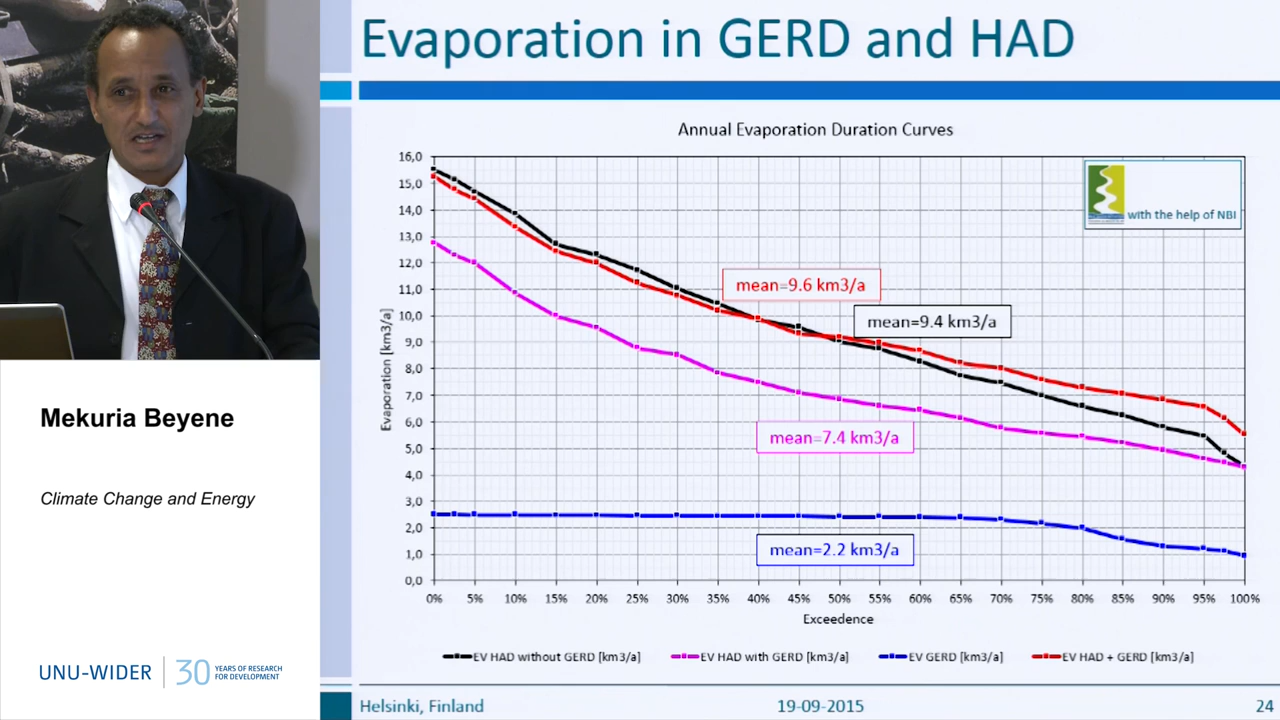 Evaporation in GERD and HAD
Annual Evaporation Duration Curves
16,0
15,0
14,0
13,0
12,0
11,0
10,0
9,0
8,0
7,0
6,0
5,0
4,0
3,0
2,0
1,0
0,0
Evaporation [km3/a]
with the help of NBI
mean=9.6 km3/a
mean=9.4 km3/a
mean=7.4 km3/a
mean=2.2 km3/a
0% 5% 10% 15% 20% 25% 30% 35% 40% 45% 50% 55% 60% 65% 70% 75% 80% 85% 90% 95% 100%
Exceedence
EV HAD without GERD [km3/a] EV HAD with GERD [km3/a] EV GERD [km3/a] EV HAD + GERD [km3/a]
Helsinki, Finland 19-09-2015 24
Mekuria Beyene
Climate Change and Energy
UNU-WIDER 30 YEARS OF RESEARCH
FOR DEVELOPMENT